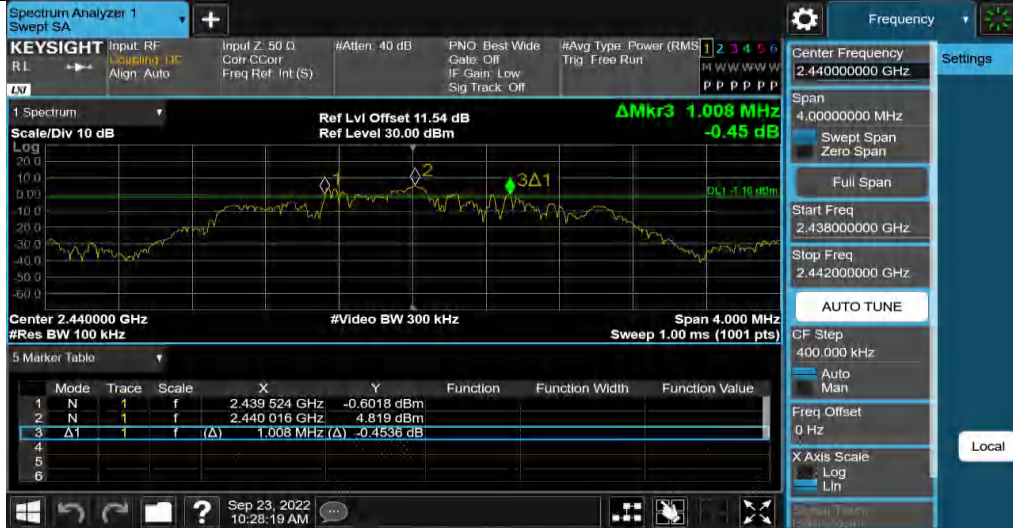 Spectrum Analyzer 1
Swept SA
+
Frequency
KEYSIGHT
RL
LXI
Input: RF
Coupling: DC
Align: Auto
Input Z: 50 Ω
Corr CCorr
Freq Ref: Int (S)
#Atten: 40 dB
PNO: Best Wide
Gate: Off
IF Gain: Low
Sig Track: Off
#Avg Type: Power (RMS
Trig: Free Run
1 2 3 4 5 6
M W W W W W
P P P P P P
1 Spectrum
Scale/Div 10 dB
Log
Ref Lvl Offset 11.54 dB
Ref Level 30.00 dBm
ΔMkr3 1.008 MHz
-0.45 dB
20.0
10.0
0.00
-10.0
-20.0
-30.0
-40.0
-50.0
-60.0
1
2
3Δ1
DL1 -1.16 dBm
Center 2.440000 GHz
#Res BW 100 kHz
#Video BW 300 kHz
Span 4.000 MHz
Sweep 1.00 ms (1001 pts)
5 Marker Table
Mode Trace Scale X Y Function Function Width Function Value
1 N 1 f 2.439 524 GHz -0.6018 dBm
2 N 1 f 2.440 016 GHz 4.819 dBm
3 Δ1 1 f (Δ) 1.008 MHz (Δ) -0.4536 dB
4
5
6
?
Sep 23, 2022
10:28:19 AM
Center Frequency
2.440000000 GHz
Span
4.00000000 MHz
Swept Span
Zero Span
Full Span
Start Freq
2.438000000 GHz
Stop Freq
2.442000000 GHz
AUTO TUNE
CF Step
400.000 kHz
Auto
Man
Freq Offset
0 Hz
X Axis Scale
Log
Lin
Settings
Local